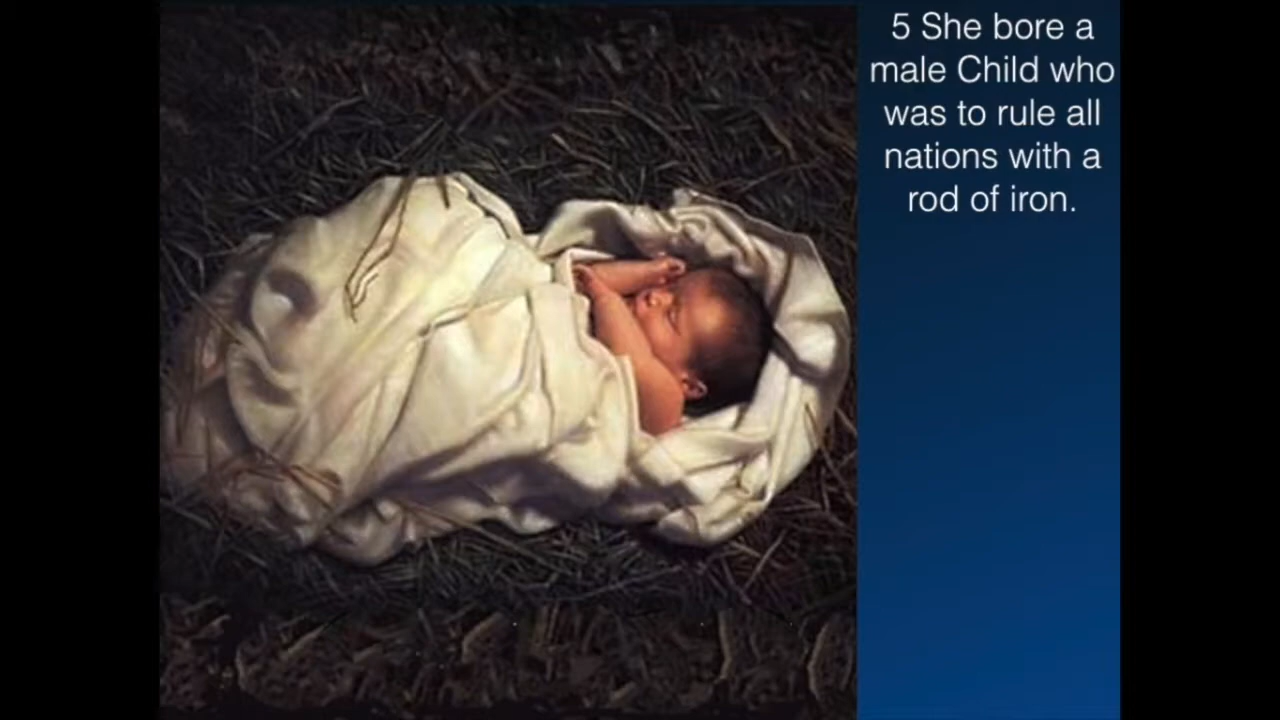 5 She bore a
male Child who
was to rule all
nations with a
rod of iron.